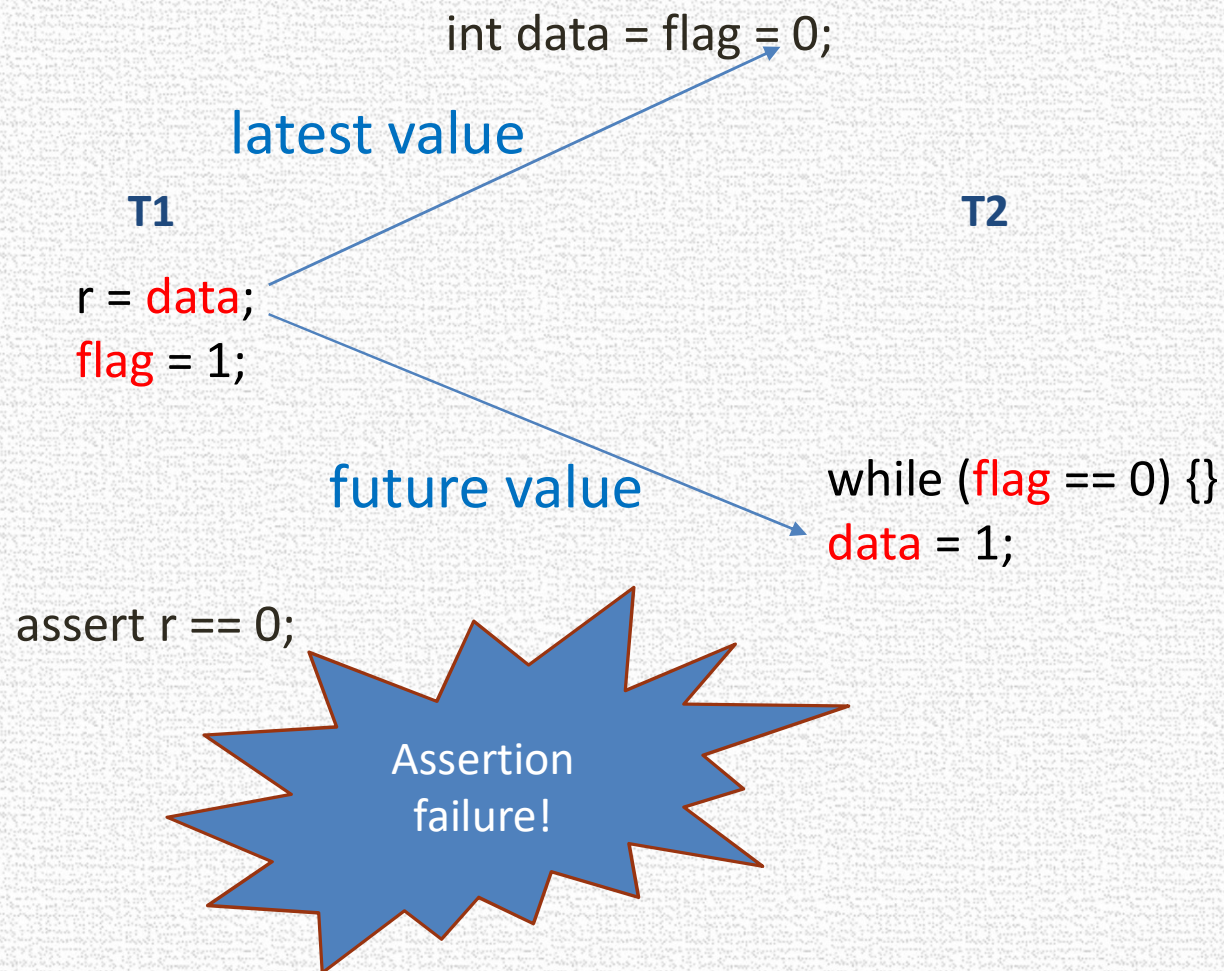 int data = flag = 0;
latest value
T1
T2
r = data;
flag = 1;
future value
while (flag == 0) {}
data = 1;
assert r == 0;
Assertion
failure!